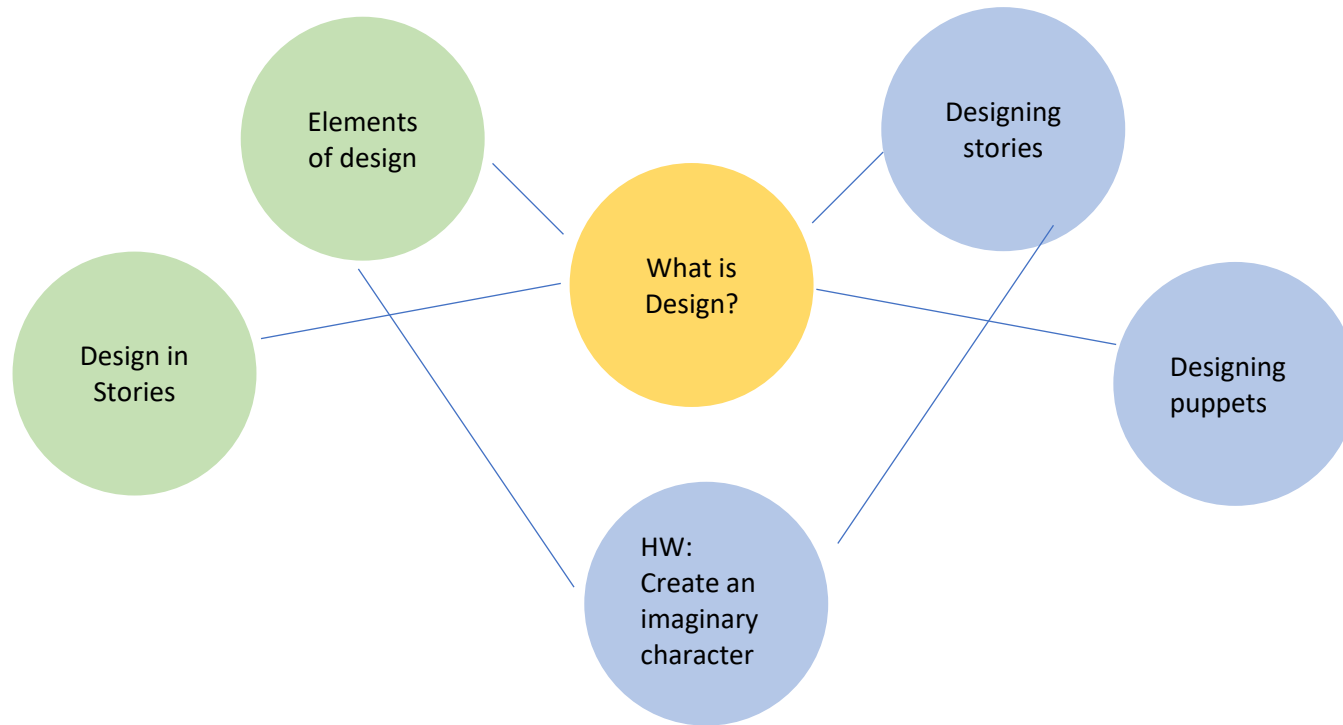 Elements
of design
Designing
stories
What is
Design?
Design in
Stories
Designing
puppets
HW:
Create an
imaginary
character